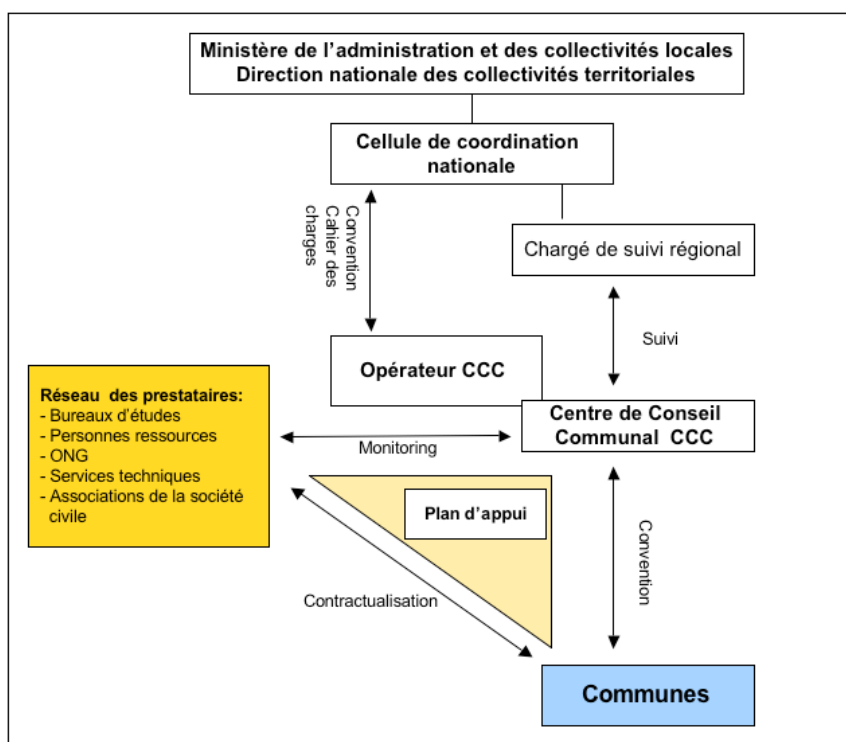 Ministère de l'administration et des collectivités locales
Direction nationale des collectivités territoriales
Cellule de coordination
nationale
Convention
Cahier des
charges
Chargé de suivi régional
Suivi
Opérateur CCC
Centre de Conseil
Communal CCC
Réseau des prestataires:
- Bureaux d'études
- Personnes ressources
- ONG
- Services techniques
- Associations de la société
civile
Monitoring
Plan d'appui
Contractualisation
Convention
Communes